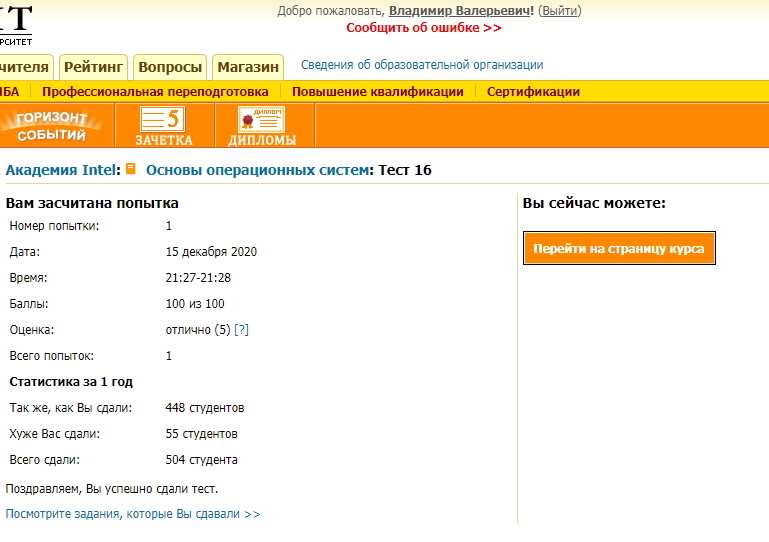 Добро пожаловать, Владимир Валерьевич! (Выйти)
Сообщить об ошибке >>
Рейтинг Вопросы Магазин Сведения об образовательной организации
Профессиональная переподготовка Повышение квалификации Сертификации
ГОРИЗОНТ СОБЫТИЙ 5 ЗАЧЕТКА ДИПЛОМ ДИПЛОМЫ
Академия Intel: Основы операционных систем: Тест 16
Вам засчитана попытка
Номер попытки: 1
Дата: 15 декабря 2020
Время: 21:27-21:28
Баллы: 100 из 100
Оценка: отлично (5) [?]
Всего попыток: 1
Статистика за 1 год
Так же, как Вы сдали: 448 студентов
Хуже Вас сдали: 55 студентов
Всего сдали: 504 студента
Поздравляем, Вы успешно сдали тест.
Посмотрите задания, которые Вы сдавали >>
Вы сейчас можете:
Перейти на страницу курса